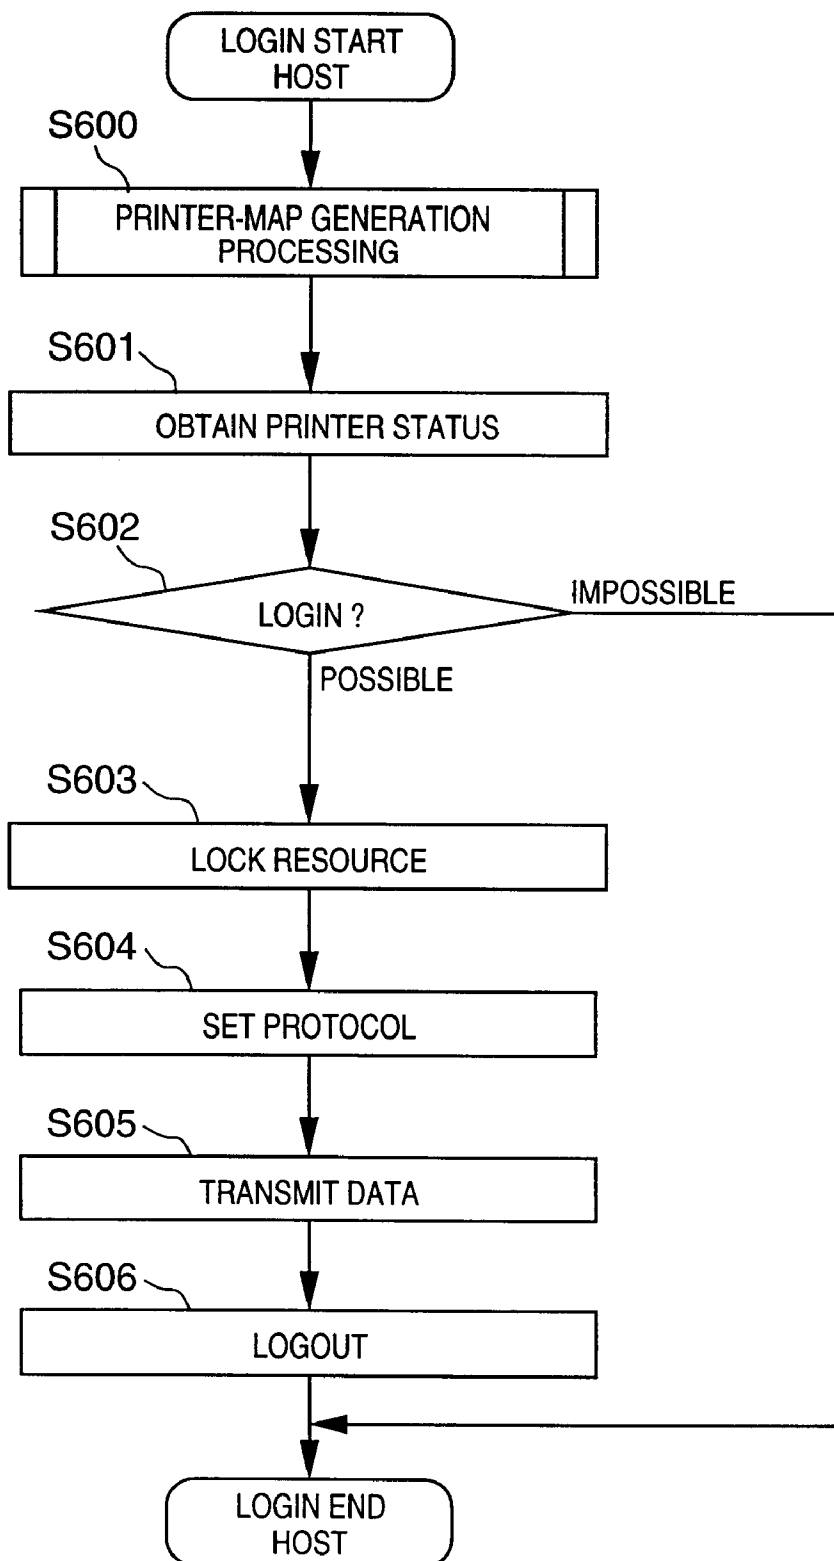 LOGIN START
HOST
S600
PRINTER-MAP GENERATION
PROCESSING
S601
OBTAIN PRINTER STATUS
S602
LOGIN ?
IMPOSSIBLE
POSSIBLE
S603
LOCK RESOURCE
S604
SET PROTOCOL
S605
TRANSMIT DATA
S606
LOGOUT
LOGIN END
HOST